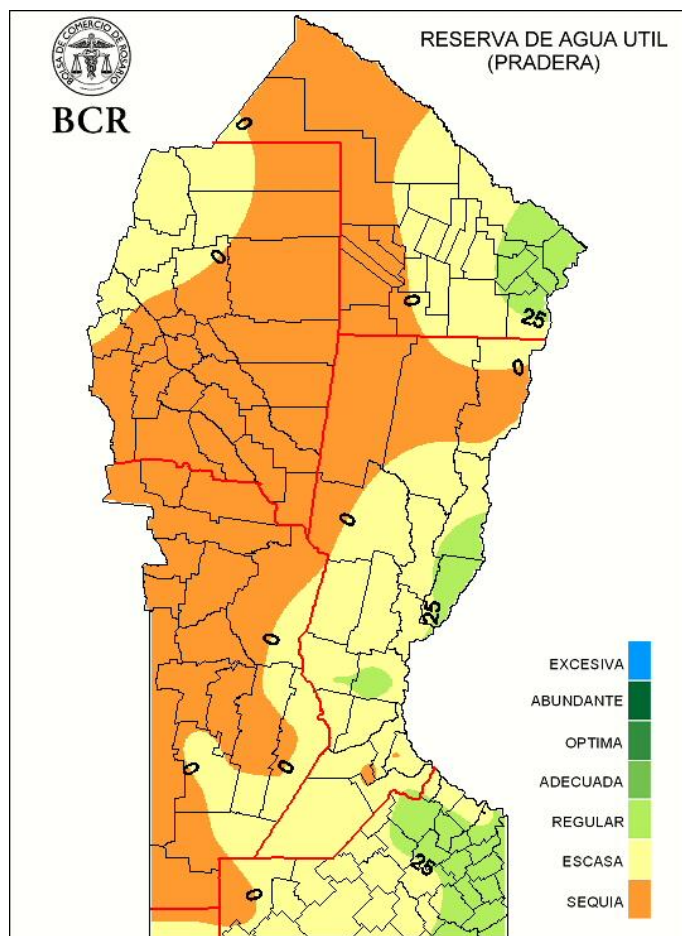 BOLSA DE COMERCIO DE ROSARIO
BCR
RESERVA DE AGUA UTIL
(PRADERA)
0
0
0
25
0
0
25
0
0
0
25
0
EXCESIVA
ABUNDANTE
OPTIMA
ADECUADA
REGULAR
ESCASA
SEQUIA